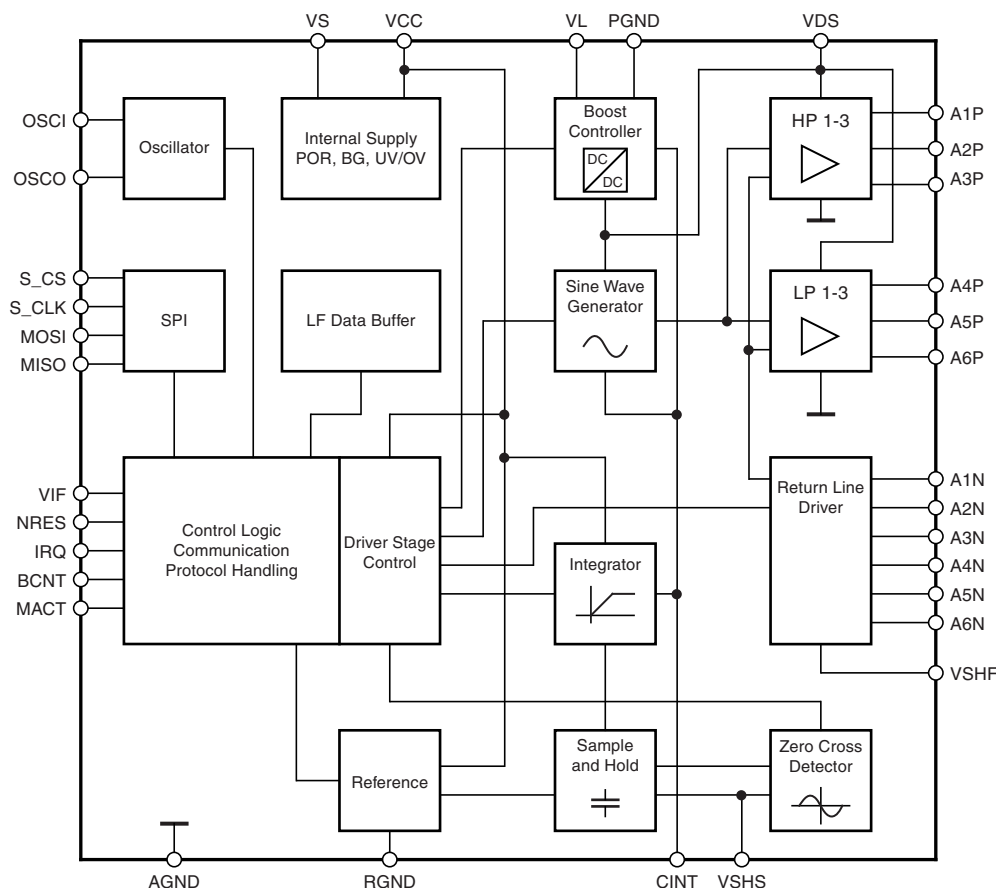 VS
VCC
VL
PGND
VDS
OSCI
OSCO
Oscillator
Internal Supply
POR, BG, UV/OV
Boost
Controller
DC
DC
HP 1-3
A1P
A2P
A3P
S_CS
S_CLK
MOSI
MISO
SPI
LF Data Buffer
Sine Wave
Generator
LP 1-3
A4P
A5P
A6P
VIF
NRES
IRQ
BCNT
MACT
Control Logic
Communication
Protocol Handling
Driver Stage
Control
Integrator
Return Line
Driver
A1N
A2N
A3N
A4N
A5N
A6N
VSHF
Reference
Sample
and Hold
Zero Cross
Detector
AGND
RGND
CINT
VSHS